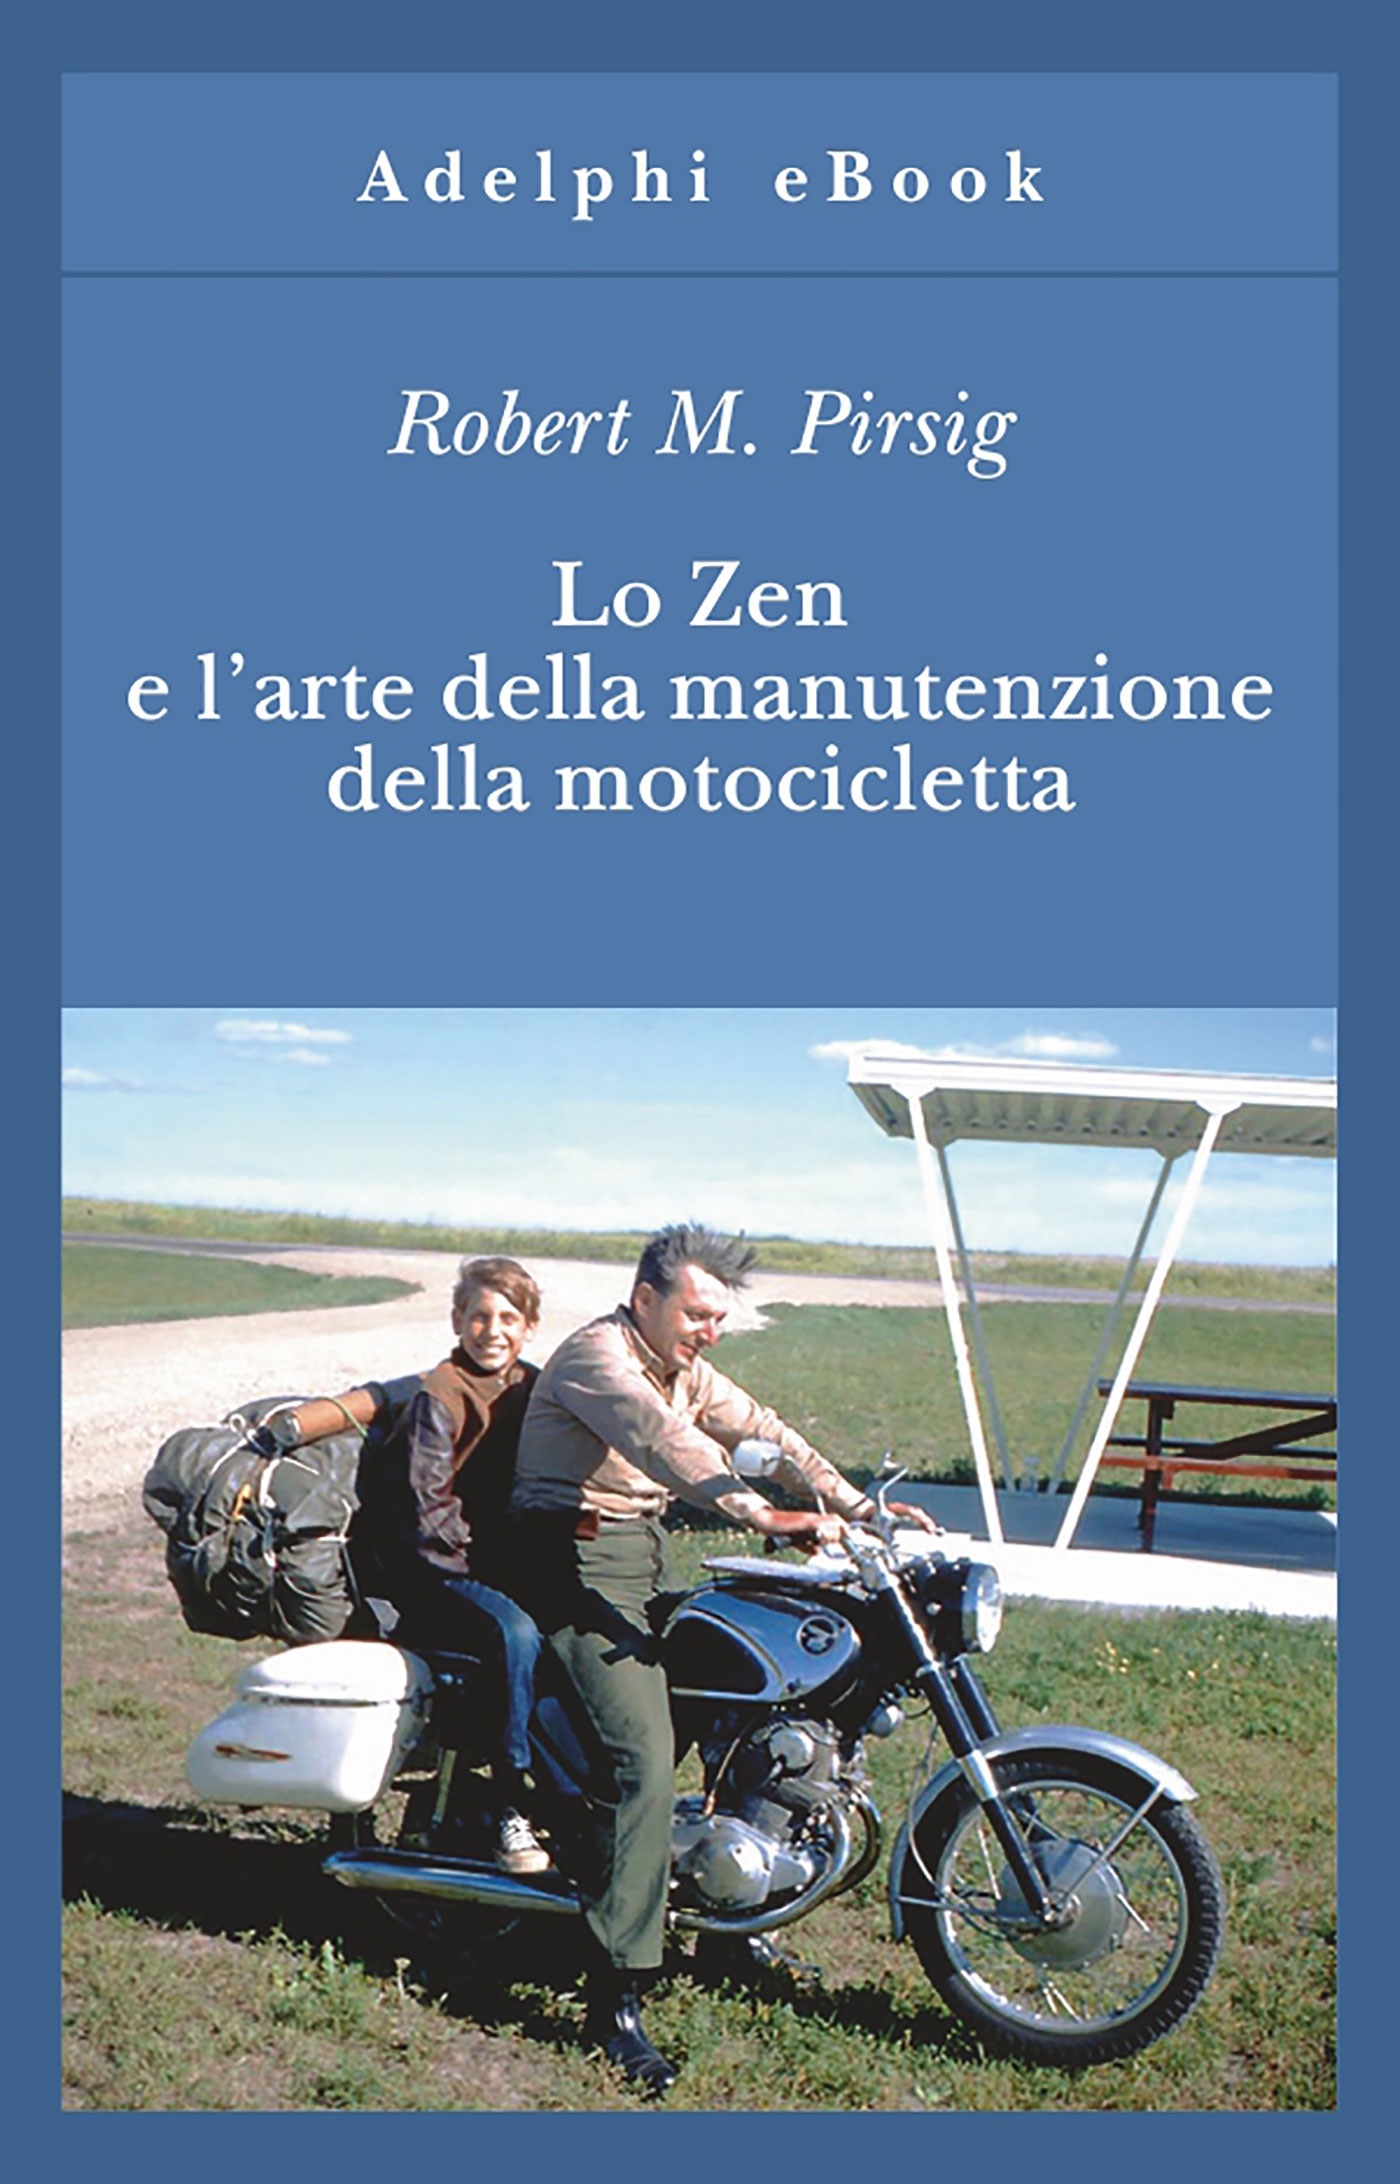 Adelphi eBook
Robert M. Pirsig
Lo Zen
e l’arte della manutenzione
della motocicletta